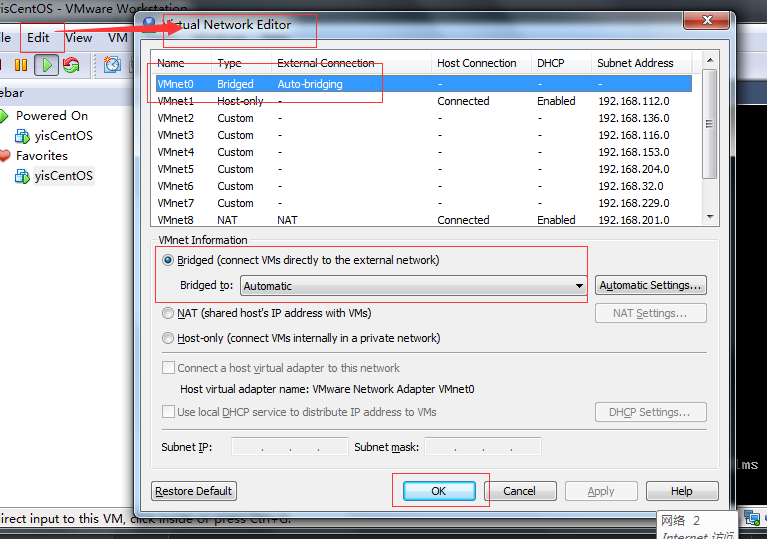 yisCentOS - VMware Workstation
Edit View VM
Powered On
yisCentOS
Favorites
yisCentOS
Virtual Network Editor
Name Type External Connection Host Connection DHCP Subnet Address
VMnet0 Bridged Auto-bridging - - -
VMnet1 Host-only - Connected Enabled 192.168.112.0
VMnet2 Custom - - - 192.168.136.0
VMnet3 Custom - - - 192.168.116.0
VMnet4 Custom - - - 192.168.153.0
VMnet5 Custom - - - 192.168.204.0
VMnet6 Custom - - - 192.168.32.0
VMnet7 Custom - - - 192.168.229.0
VMnet8 NAT NAT Connected Enabled 192.168.201.0
VMnet Information
Bridged (connect VMs directly to the external network)
Bridged to: Automatic Automatic Settings...
NAT (shared host's IP address with VMs) NAT Settings...
Host-only (connect VMs internally in a private network)
Connect a host virtual adapter to this network
Host virtual adapter name: VMware Network Adapter VMnet0
Use local DHCP service to distribute IP address to VMs DHCP Settings...
Subnet IP: . . . Subnet mask: . . .
Restore Default OK Cancel Apply Help
lms
direct input to this VM, click inside or press Ctrl+G.
网络 2
Internet 访问